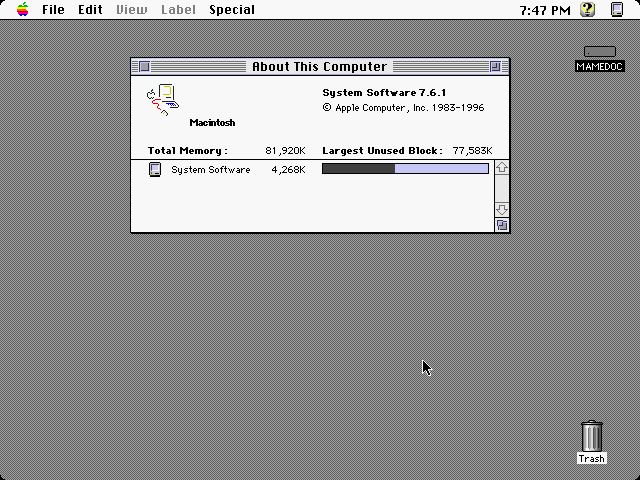 File Edit View Label Special 7:47 PM
MAMEDOC
About This Computer
System Software 7.6.1
© Apple Computer, Inc. 1983-1996
Macintosh
Total Memory : 81,920K Largest Unused Block : 77,583K
System Software 4,268K
Trash